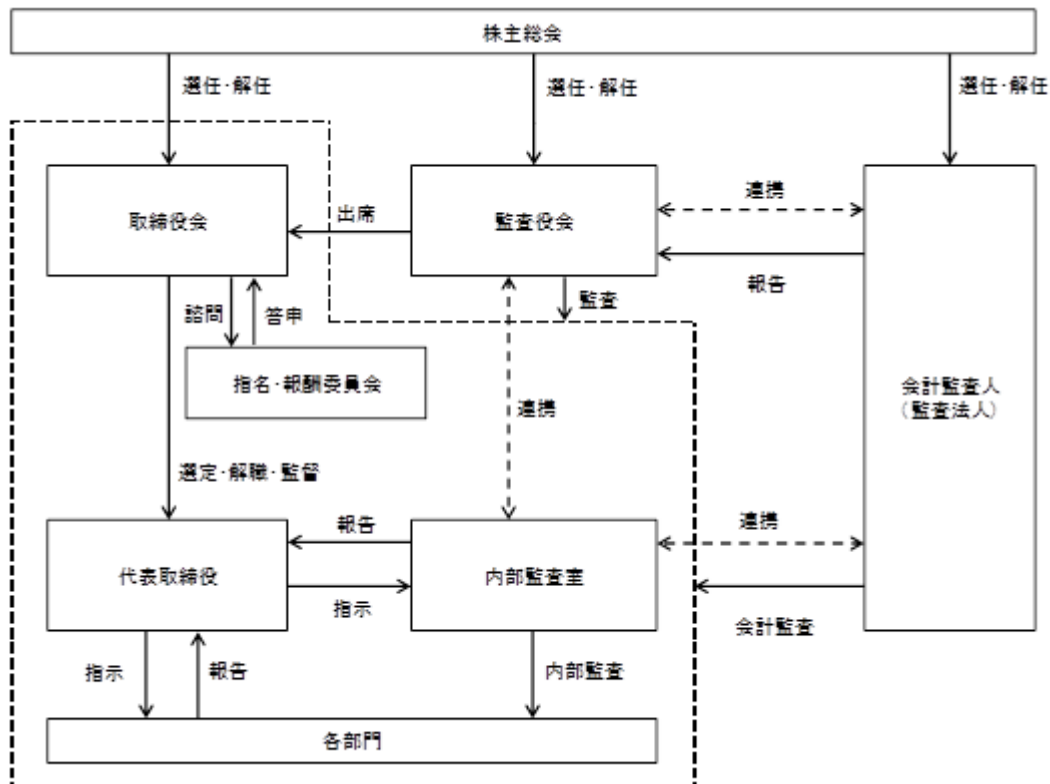 株主総会
選任・解任
選任・解任
選任・解任
取締役会
出席
監査役会
連携
報告
諮問
答申
監査
指名・報酬委員会
連携
会計監査人
（監査法人）
選定・解職・監督
代表取締役
報告
指示
内部監査室
連携
会計監査
指示
報告
内部監査
各部門